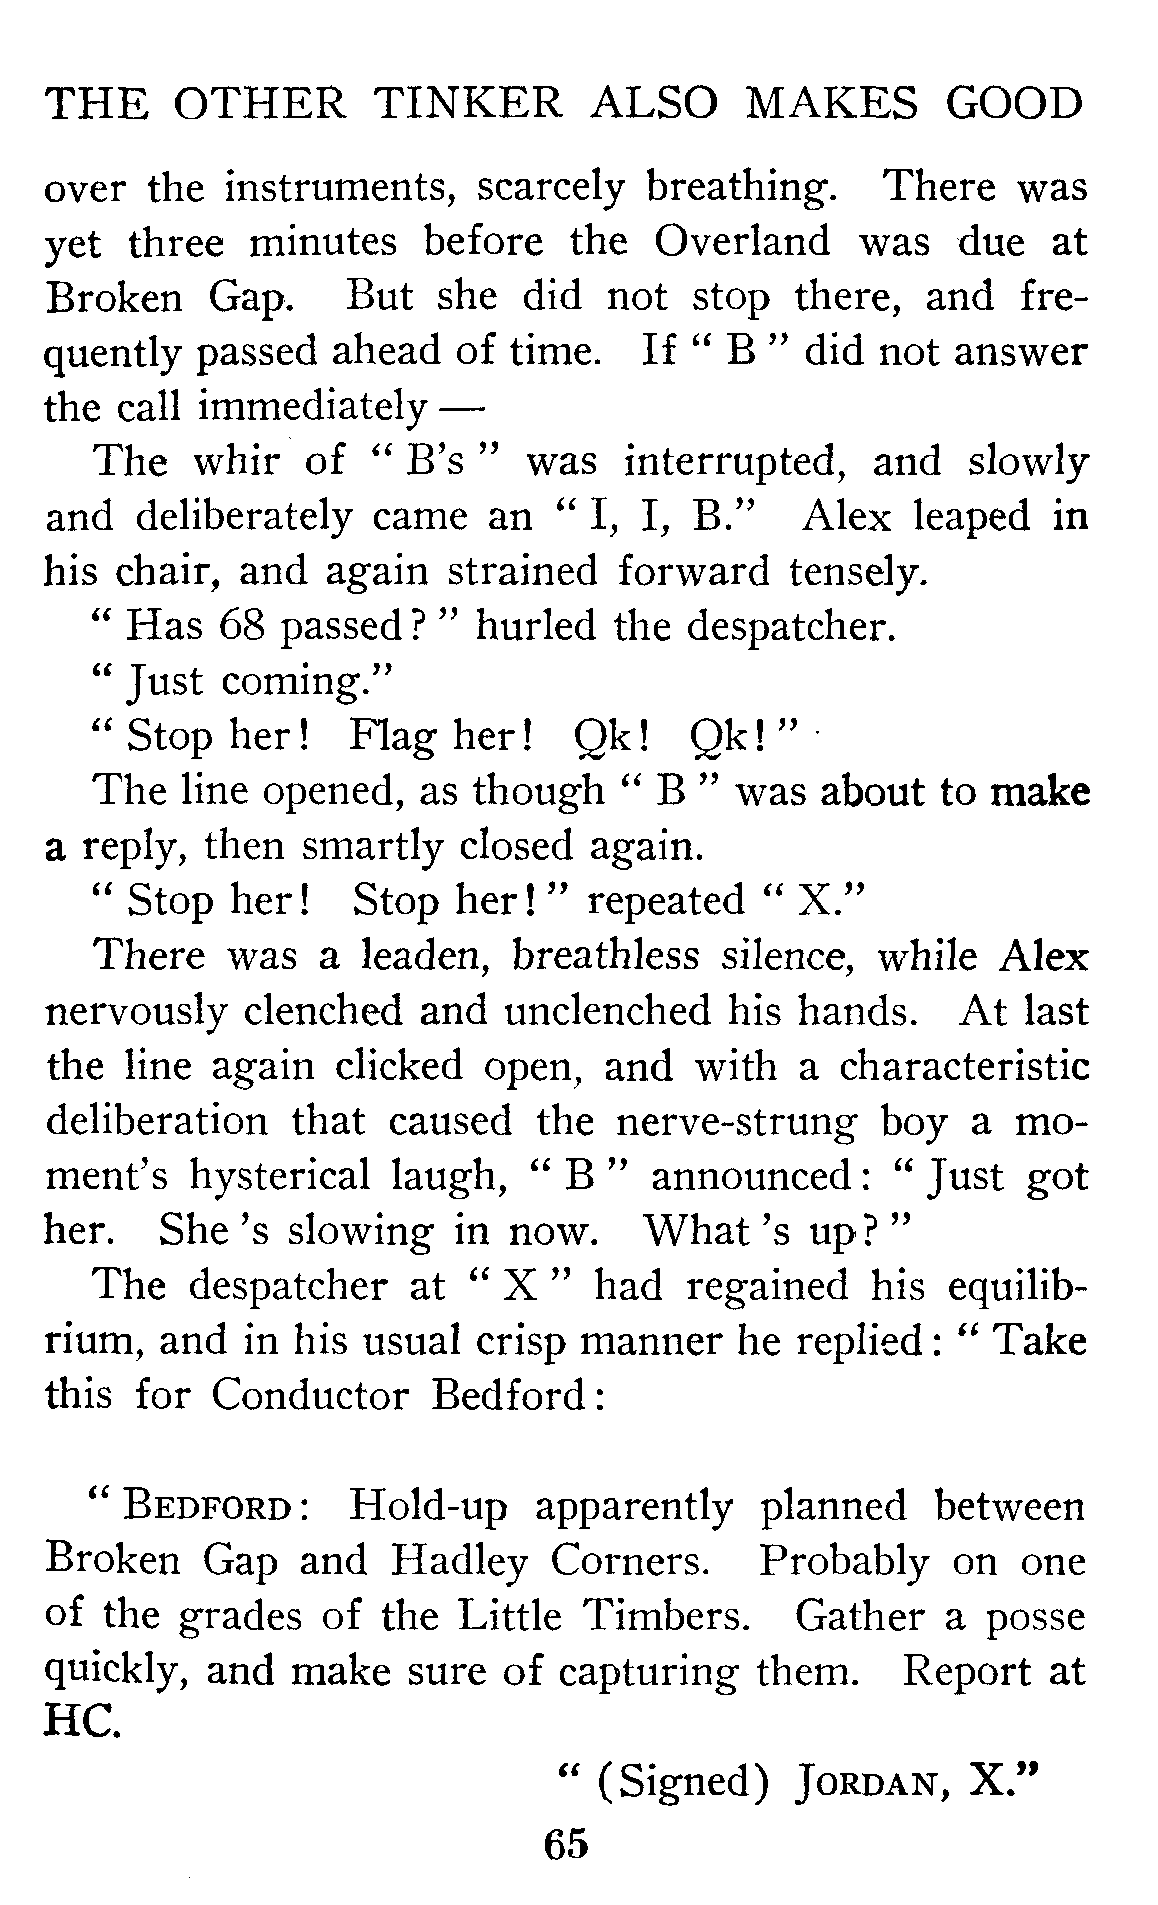 THE OTHER TINKER ALSO MAKES GOOD
over the instruments, scarcely breathing. There was
yet three minutes before the Overland was due at
Broken Gap. But she did not stop there, and fre-
quently passed ahead of time. If " B " did not answer
the call immediately —
The whir of " B's " was interrupted, and slowly
and deliberately came an " I, I, B." Alex leaped in
his chair, and again strained forward tensely.
" Has 68 passed? " hurled the despatcher.
" Just coming."
" Stop her! Flag her! Qk! Qk! "
The line opened, as though " B " was about to make
a reply, then smartly closed again.
" Stop her! Stop her! " repeated " X."
There was a leaden, breathless silence, while Alex
nervously clenched and unclenched his hands. At last
the line again clicked open, and with a characteristic
deliberation that caused the nerve-strung boy a mo-
ment's hysterical laugh, " B " announced: " Just got
her. She 's slowing in now. What 's up? "
The despatcher at " X " had regained his equilib-
rium, and in his usual crisp manner he replied: " Take
this for Conductor Bedford:
" BEDFORD: Hold-up apparently planned between
Broken Gap and Hadley Corners. Probably on one
of the grades of the Little Timbers. Gather a posse
quickly, and make sure of capturing them. Report at
HC.
" (Signed) JORDAN, X."
65